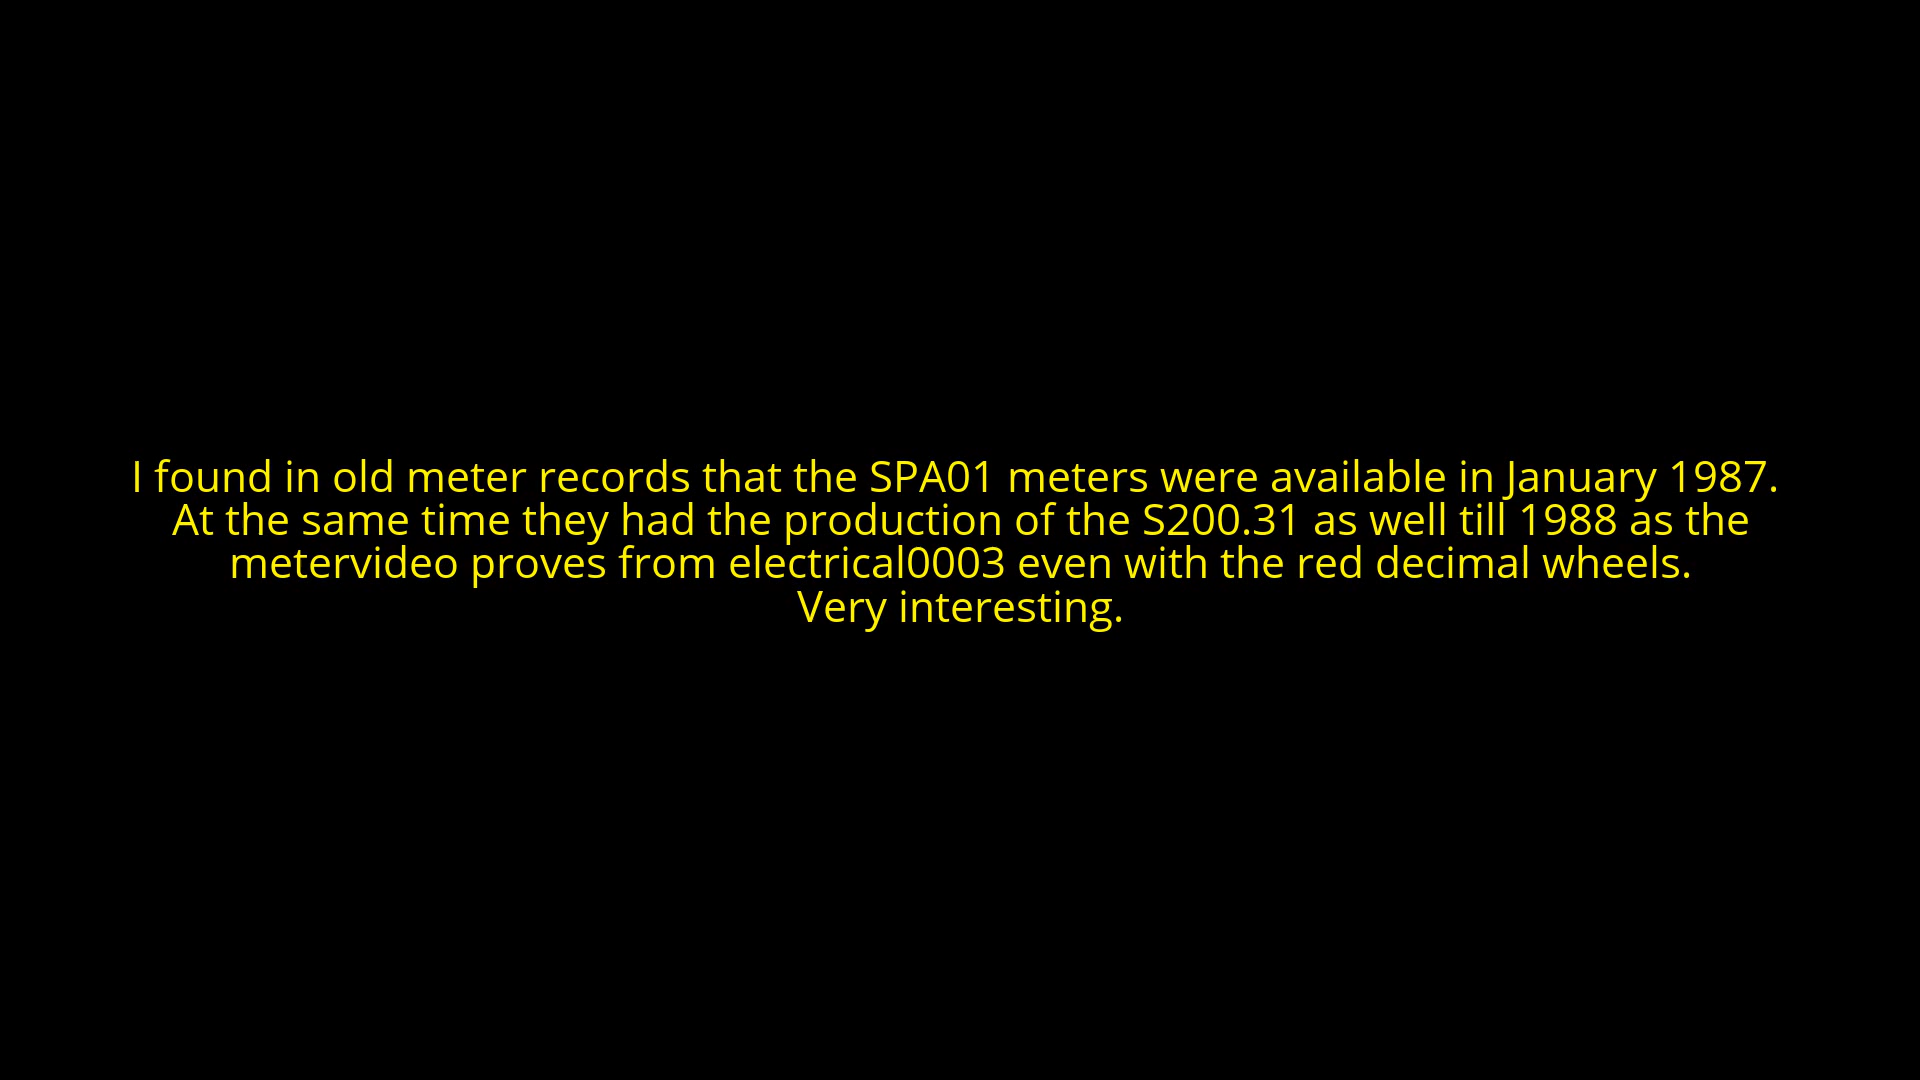 I found in old meter records that the SPA01 meters were available in January 1987.
At the same time they had the production of the S200.31 as well till 1988 as the
metervideo proves from electrical0003 even with the red decimal wheels.
Very interesting.